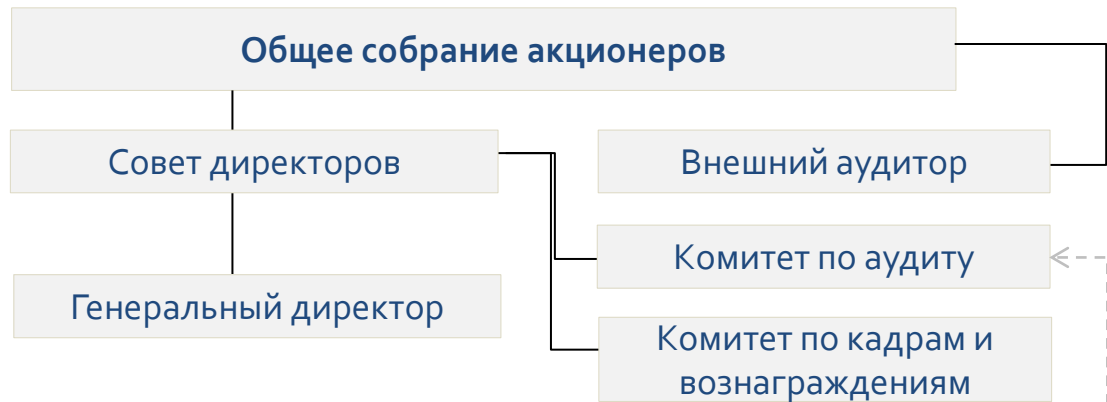 Общее собрание акционеров
Совет директоров
Внешний аудитор
Комитет по аудиту
Генеральный директор
Комитет по кадрам и
вознаграждениям